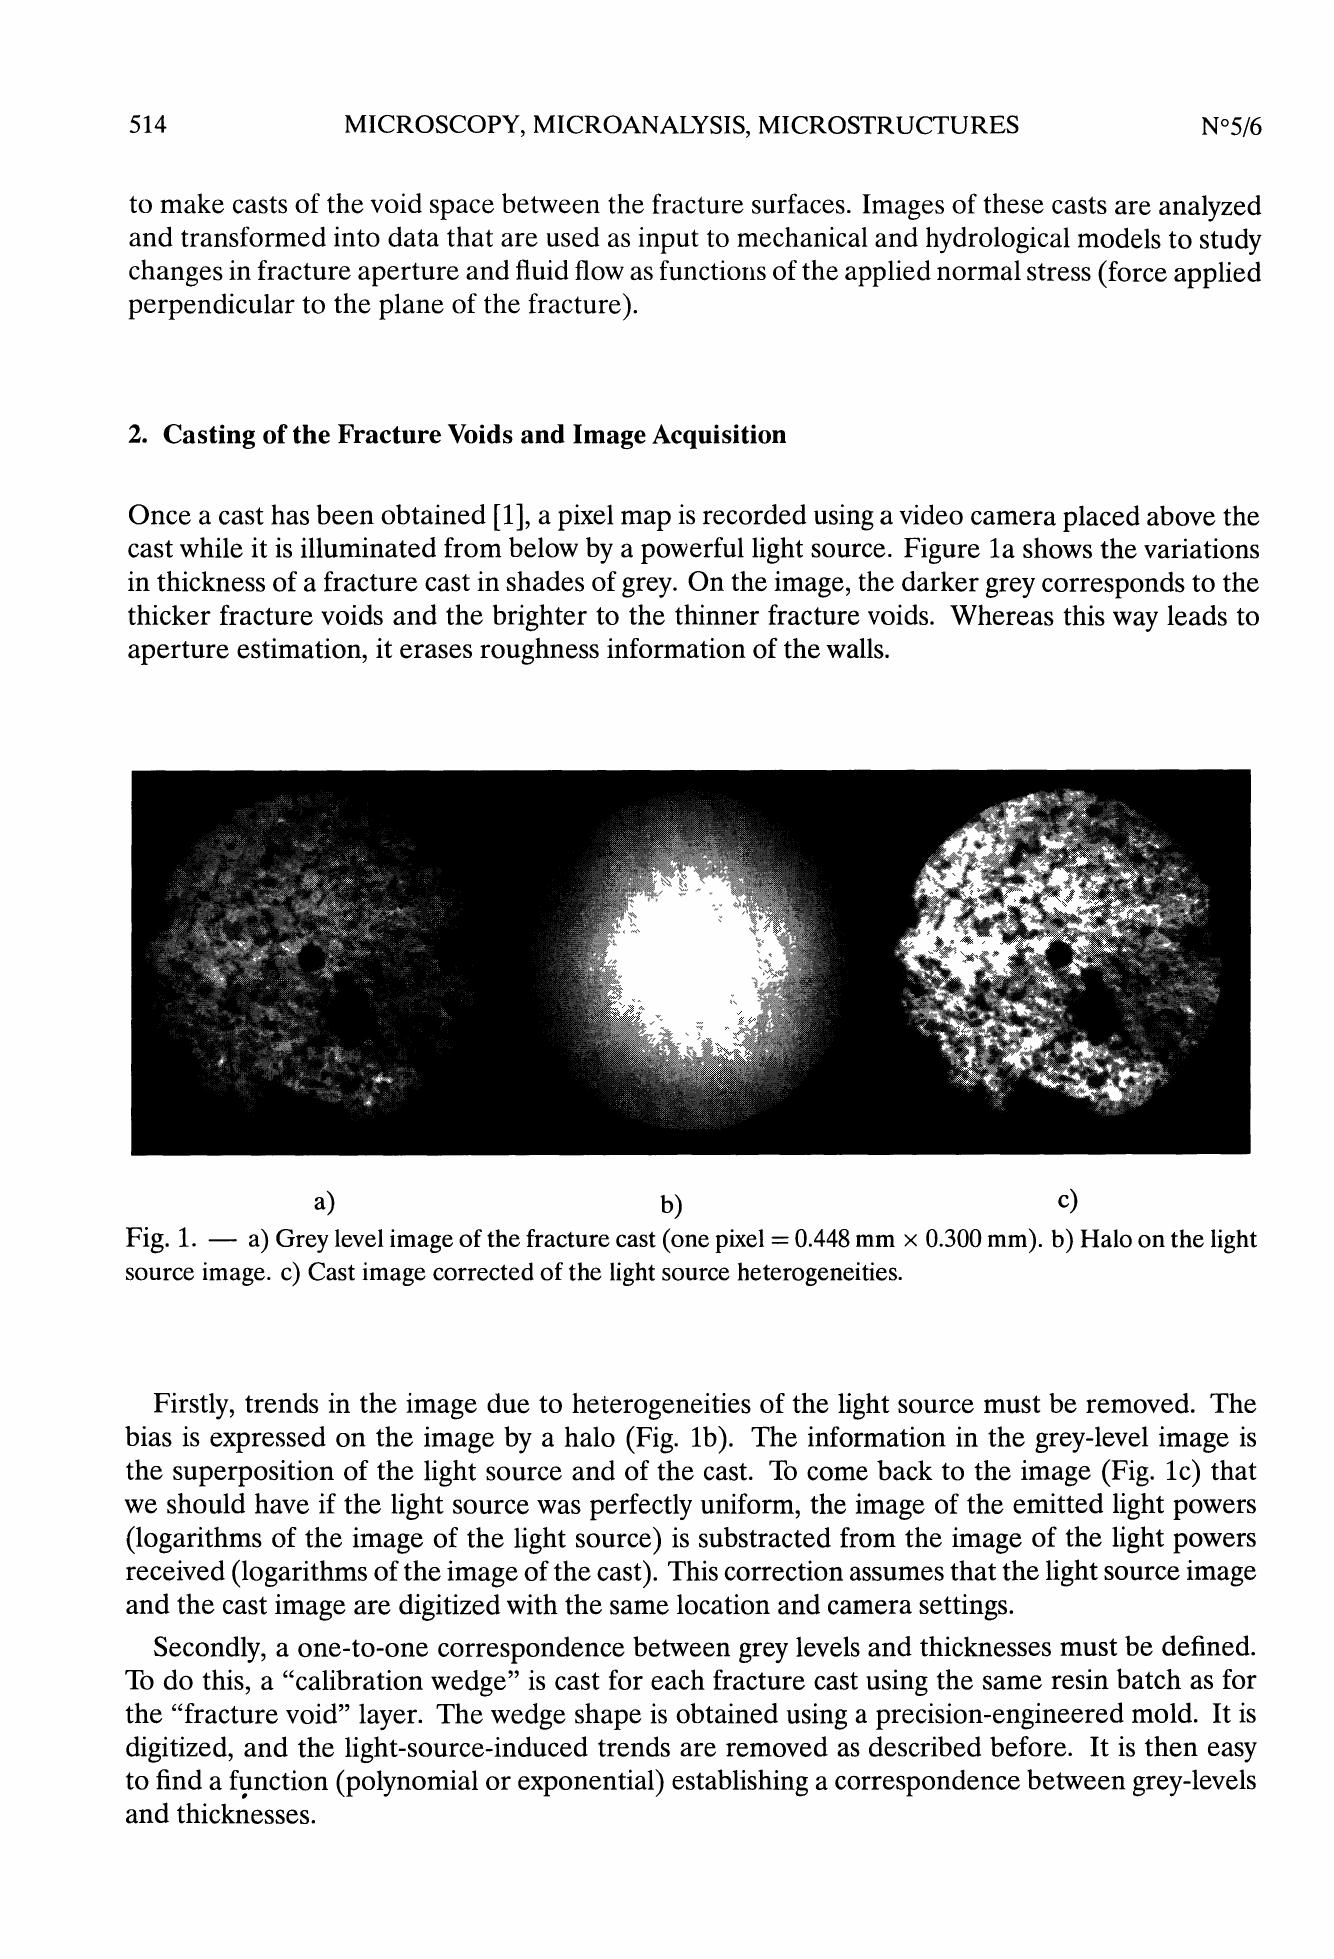 514 MICROSCOPY, MICROANALYSIS, MICROSTRUCTURES N°5/6
to make casts of the void space between the fracture surfaces. Images of these casts are analyzed
and transformed into data that are used as input to mechanical and hydrological models to study
changes in fracture aperture and fluid flow as functions of the applied normal stress (force applied
perpendicular to the plane of the fracture).
2. Casting of the Fracture Voids and Image Acquisition
Once a cast has been obtained [1], a pixel map is recorded using a video camera placed above the
cast while it is illuminated from below by a powerful light source. Figure 1a shows the variations
in thickness of a fracture cast in shades of grey. On the image, the darker grey corresponds to the
thicker fracture voids and the brighter to the thinner fracture voids. Whereas this way leads to
aperture estimation, it erases roughness information of the walls.
a) b) c)
Fig. 1. — a) Grey level image of the fracture cast (one pixel = 0.448 mm × 0.300 mm). b) Halo on the light
source image. c) Cast image corrected of the light source heterogeneities.
Firstly, trends in the image due to heterogeneities of the light source must be removed. The
bias is expressed on the image by a halo (Fig. 1b). The information in the grey-level image is
the superposition of the light source and of the cast. To come back to the image (Fig. 1c) that
we should have if the light source was perfectly uniform, the image of the emitted light powers
(logarithms of the image of the light source) is substracted from the image of the light powers
received (logarithms of the image of the cast). This correction assumes that the light source image
and the cast image are digitized with the same location and camera settings.
Secondly, a one-to-one correspondence between grey levels and thicknesses must be defined.
To do this, a “calibration wedge” is cast for each fracture cast using the same resin batch as for
the “fracture void” layer. The wedge shape is obtained using a precision-engineered mold. It is
digitized, and the light-source-induced trends are removed as described before. It is then easy
to find a function (polynomial or exponential) establishing a correspondence between grey-levels
and thicknesses.